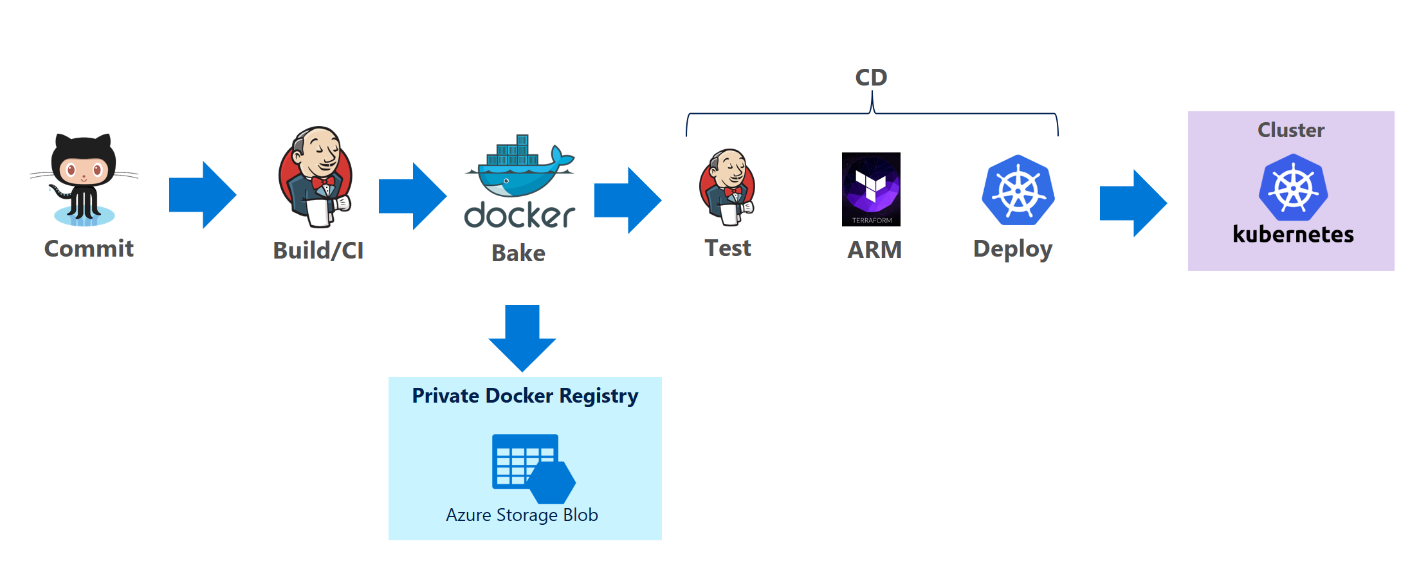 CD
Cluster
kubernetes
docker
TERRAFORM
Commit
Build/CI
Bake
Test
ARM
Deploy
Private Docker Registry
Azure Storage Blob